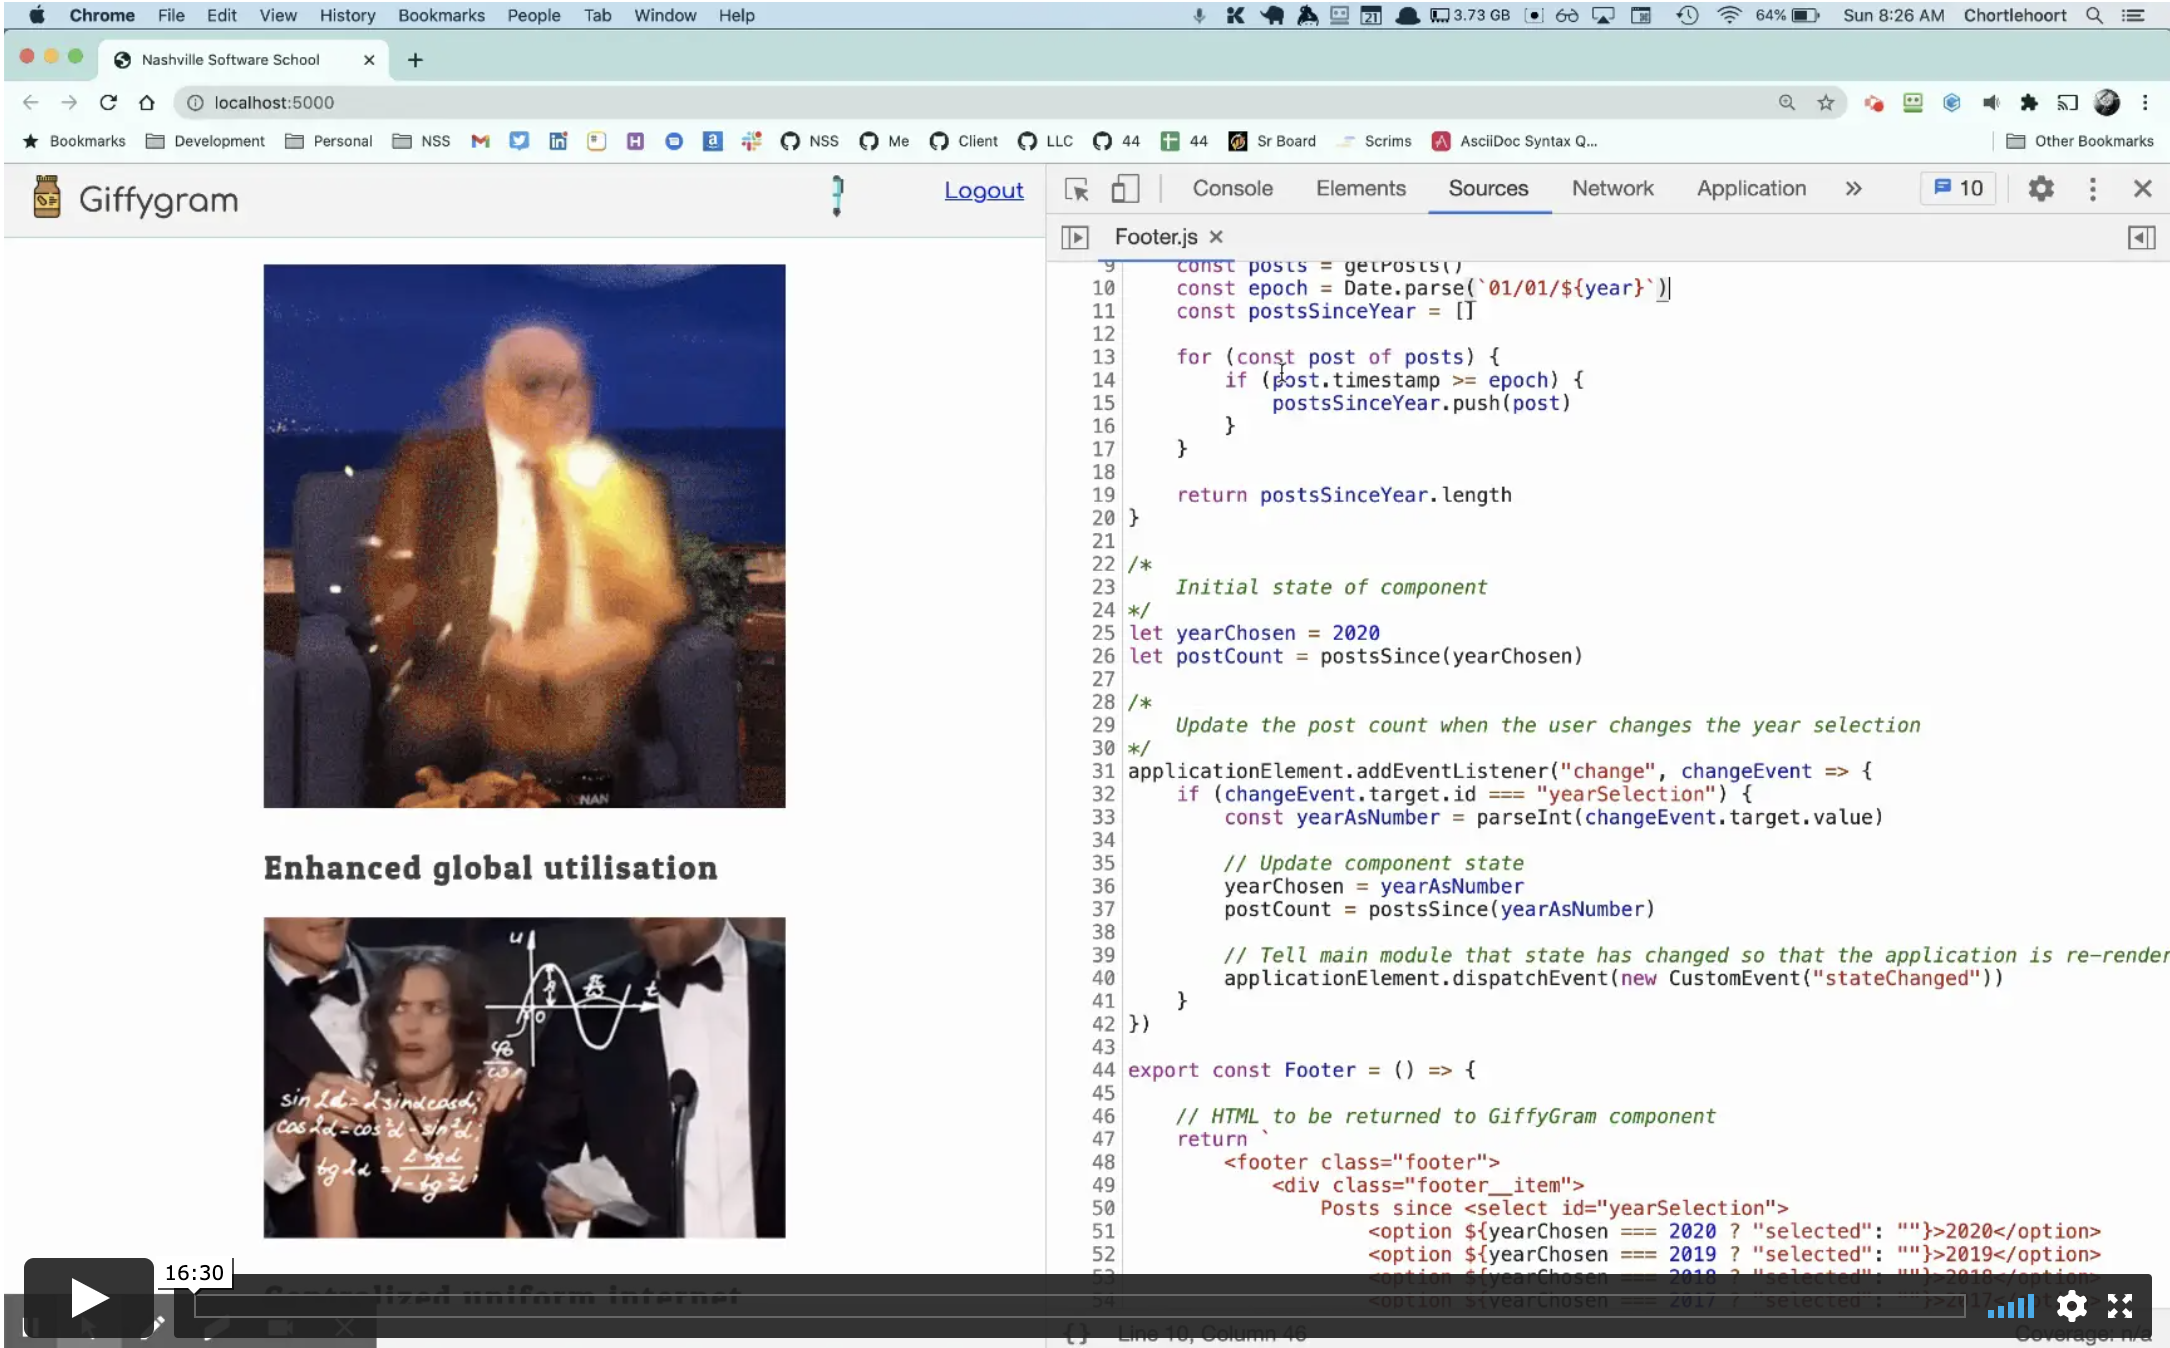 Chrome File Edit View History Bookmarks People Tab Window Help 21 3.73 GB 64% Sun 8:26 AM Chortlehoort
Nashville Software School
localhost:5000
Bookmarks Development Personal NSS NSS Me Client LLC 44 44 Sr Board Scrims AsciiDoc Syntax Q... Other Bookmarks
Giffygram Logout
NAN
Enhanced global utilisation
u
t
0
sin2d=2sindcosd;
cos2d=cos²d-sin²d;
tg2d=
2tgd
1-tg²d;
Centralized uniform internet
Console Elements Sources Network Application 10
Footer.js
9 const posts = getPosts()
10 const epoch = Date.parse(`01/01/${year}`)
11 const postsSinceYear = []
12
13 for (const post of posts) {
14 if (post.timestamp >= epoch) {
15 postsSinceYear.push(post)
16 }
17 }
18
19 return postsSinceYear.length
20 }
21
22 /*
23 Initial state of component
24 */
25 let yearChosen = 2020
26 let postCount = postsSince(yearChosen)
27
28 /*
29 Update the post count when the user changes the year selection
30 */
31 applicationElement.addEventListener("change", changeEvent => {
32 if (changeEvent.target.id === "yearSelection") {
33 const yearAsNumber = parseInt(changeEvent.target.value)
34
35 // Update component state
36 yearChosen = yearAsNumber
37 postCount = postsSince(yearAsNumber)
38
39 // Tell main module that state has changed so that the application is re-render
40 applicationElement.dispatchEvent(new CustomEvent("stateChanged"))
41 }
42 })
43
44 export const Footer = () => {
45
46 // HTML to be returned to GiffyGram component
47 return `
48 <footer class="footer">
49 <div class="footer__item">
50 Posts since <select id="yearSelection">
51 <option ${yearChosen === 2020 ? "selected": ""}>2020</option>
52 <option ${yearChosen === 2019 ? "selected": ""}>2019</option>
53 <option ${yearChosen === 2018 ? "selected": ""}>2018</option>
54 <option ${yearChosen === 2017 ? "selected": ""}>2017</option>
{} Line 10, Column 46 Coverage: n/a
16:30